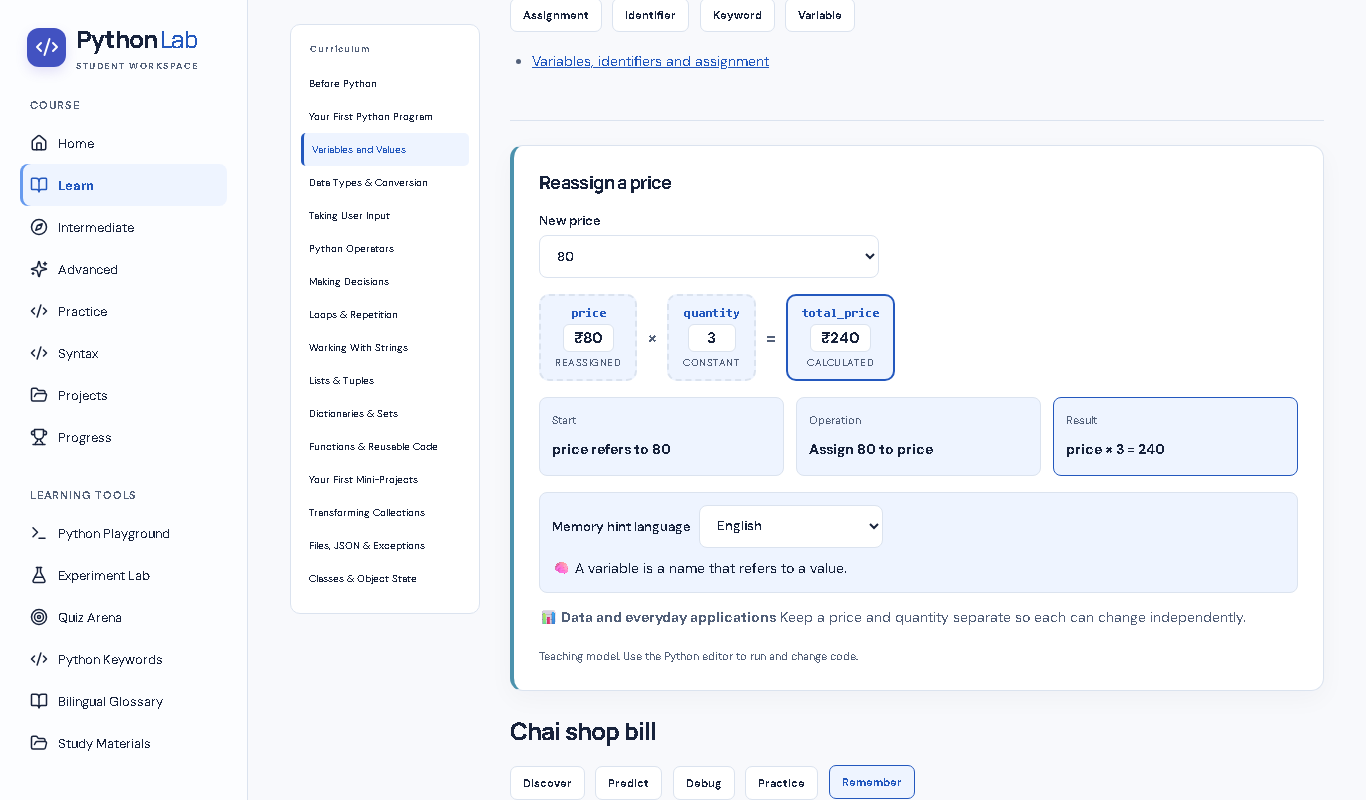 Python Lab
STUDENT WORKSPACE
COURSE
Home
Learn
Intermediate
Advanced
Practice
Syntax
Projects
Progress
LEARNING TOOLS
Python Playground
Experiment Lab
Quiz Arena
Python Keywords
Bilingual Glossary
Study Materials
Curriculum
Before Python
Your First Python Program
Variables and Values
Data Types & Conversion
Taking User Input
Python Operators
Making Decisions
Loops & Repetition
Working With Strings
Lists & Tuples
Dictionaries & Sets
Functions & Reusable Code
Your First Mini-Projects
Transforming Collections
Files, JSON & Exceptions
Classes & Object State
Assignment Identifier Keyword Variable
Variables, identifiers and assignment
Reassign a price
New price
80
price quantity total_price
₹80 × 3 = ₹240
REASSIGNED CONSTANT CALCULATED
Start Operation Result
price refers to 80 Assign 80 to price price × 3 = 240
Memory hint language English
🧠 A variable is a name that refers to a value.
📊 Data and everyday applications Keep a price and quantity separate so each can change independently.
Teaching model. Use the Python editor to run and change code.
Chai shop bill
Discover Predict Debug Practice Remember